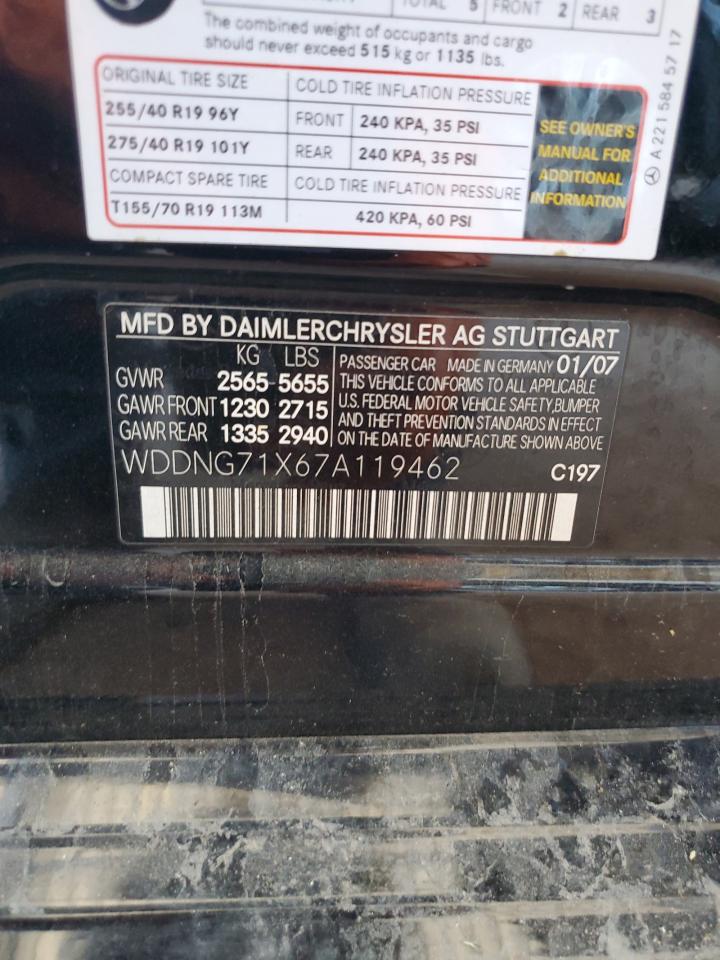 TOTAL 5 FRONT 2 REAR 3
The combined weight of occupants and cargo
should never exceed 515 kg or 1135 lbs.
ORIGINAL TIRE SIZE COLD TIRE INFLATION PRESSURE
255/40 R19 96Y FRONT 240 KPA, 35 PSI
275/40 R19 101Y REAR 240 KPA, 35 PSI
COMPACT SPARE TIRE COLD TIRE INFLATION PRESSURE
T155/70 R19 113M 420 KPA, 60 PSI
SEE OWNER'S
MANUAL FOR
ADDITIONAL
INFORMATION
A 221 584 57 17
MFD BY DAIMLERCHRYSLER AG STUTTGART
KG LBS
GVWR 2565 5655
GAWR FRONT 1230 2715
GAWR REAR 1335 2940
PASSENGER CAR MADE IN GERMANY 01/07
THIS VEHICLE CONFORMS TO ALL APPLICABLE
U.S. FEDERAL MOTOR VEHICLE SAFETY,BUMPER
AND THEFT PREVENTION STANDARDS IN EFFECT
ON THE DATE OF MANUFACTURE SHOWN ABOVE
WDDNG71X67A119462 C197